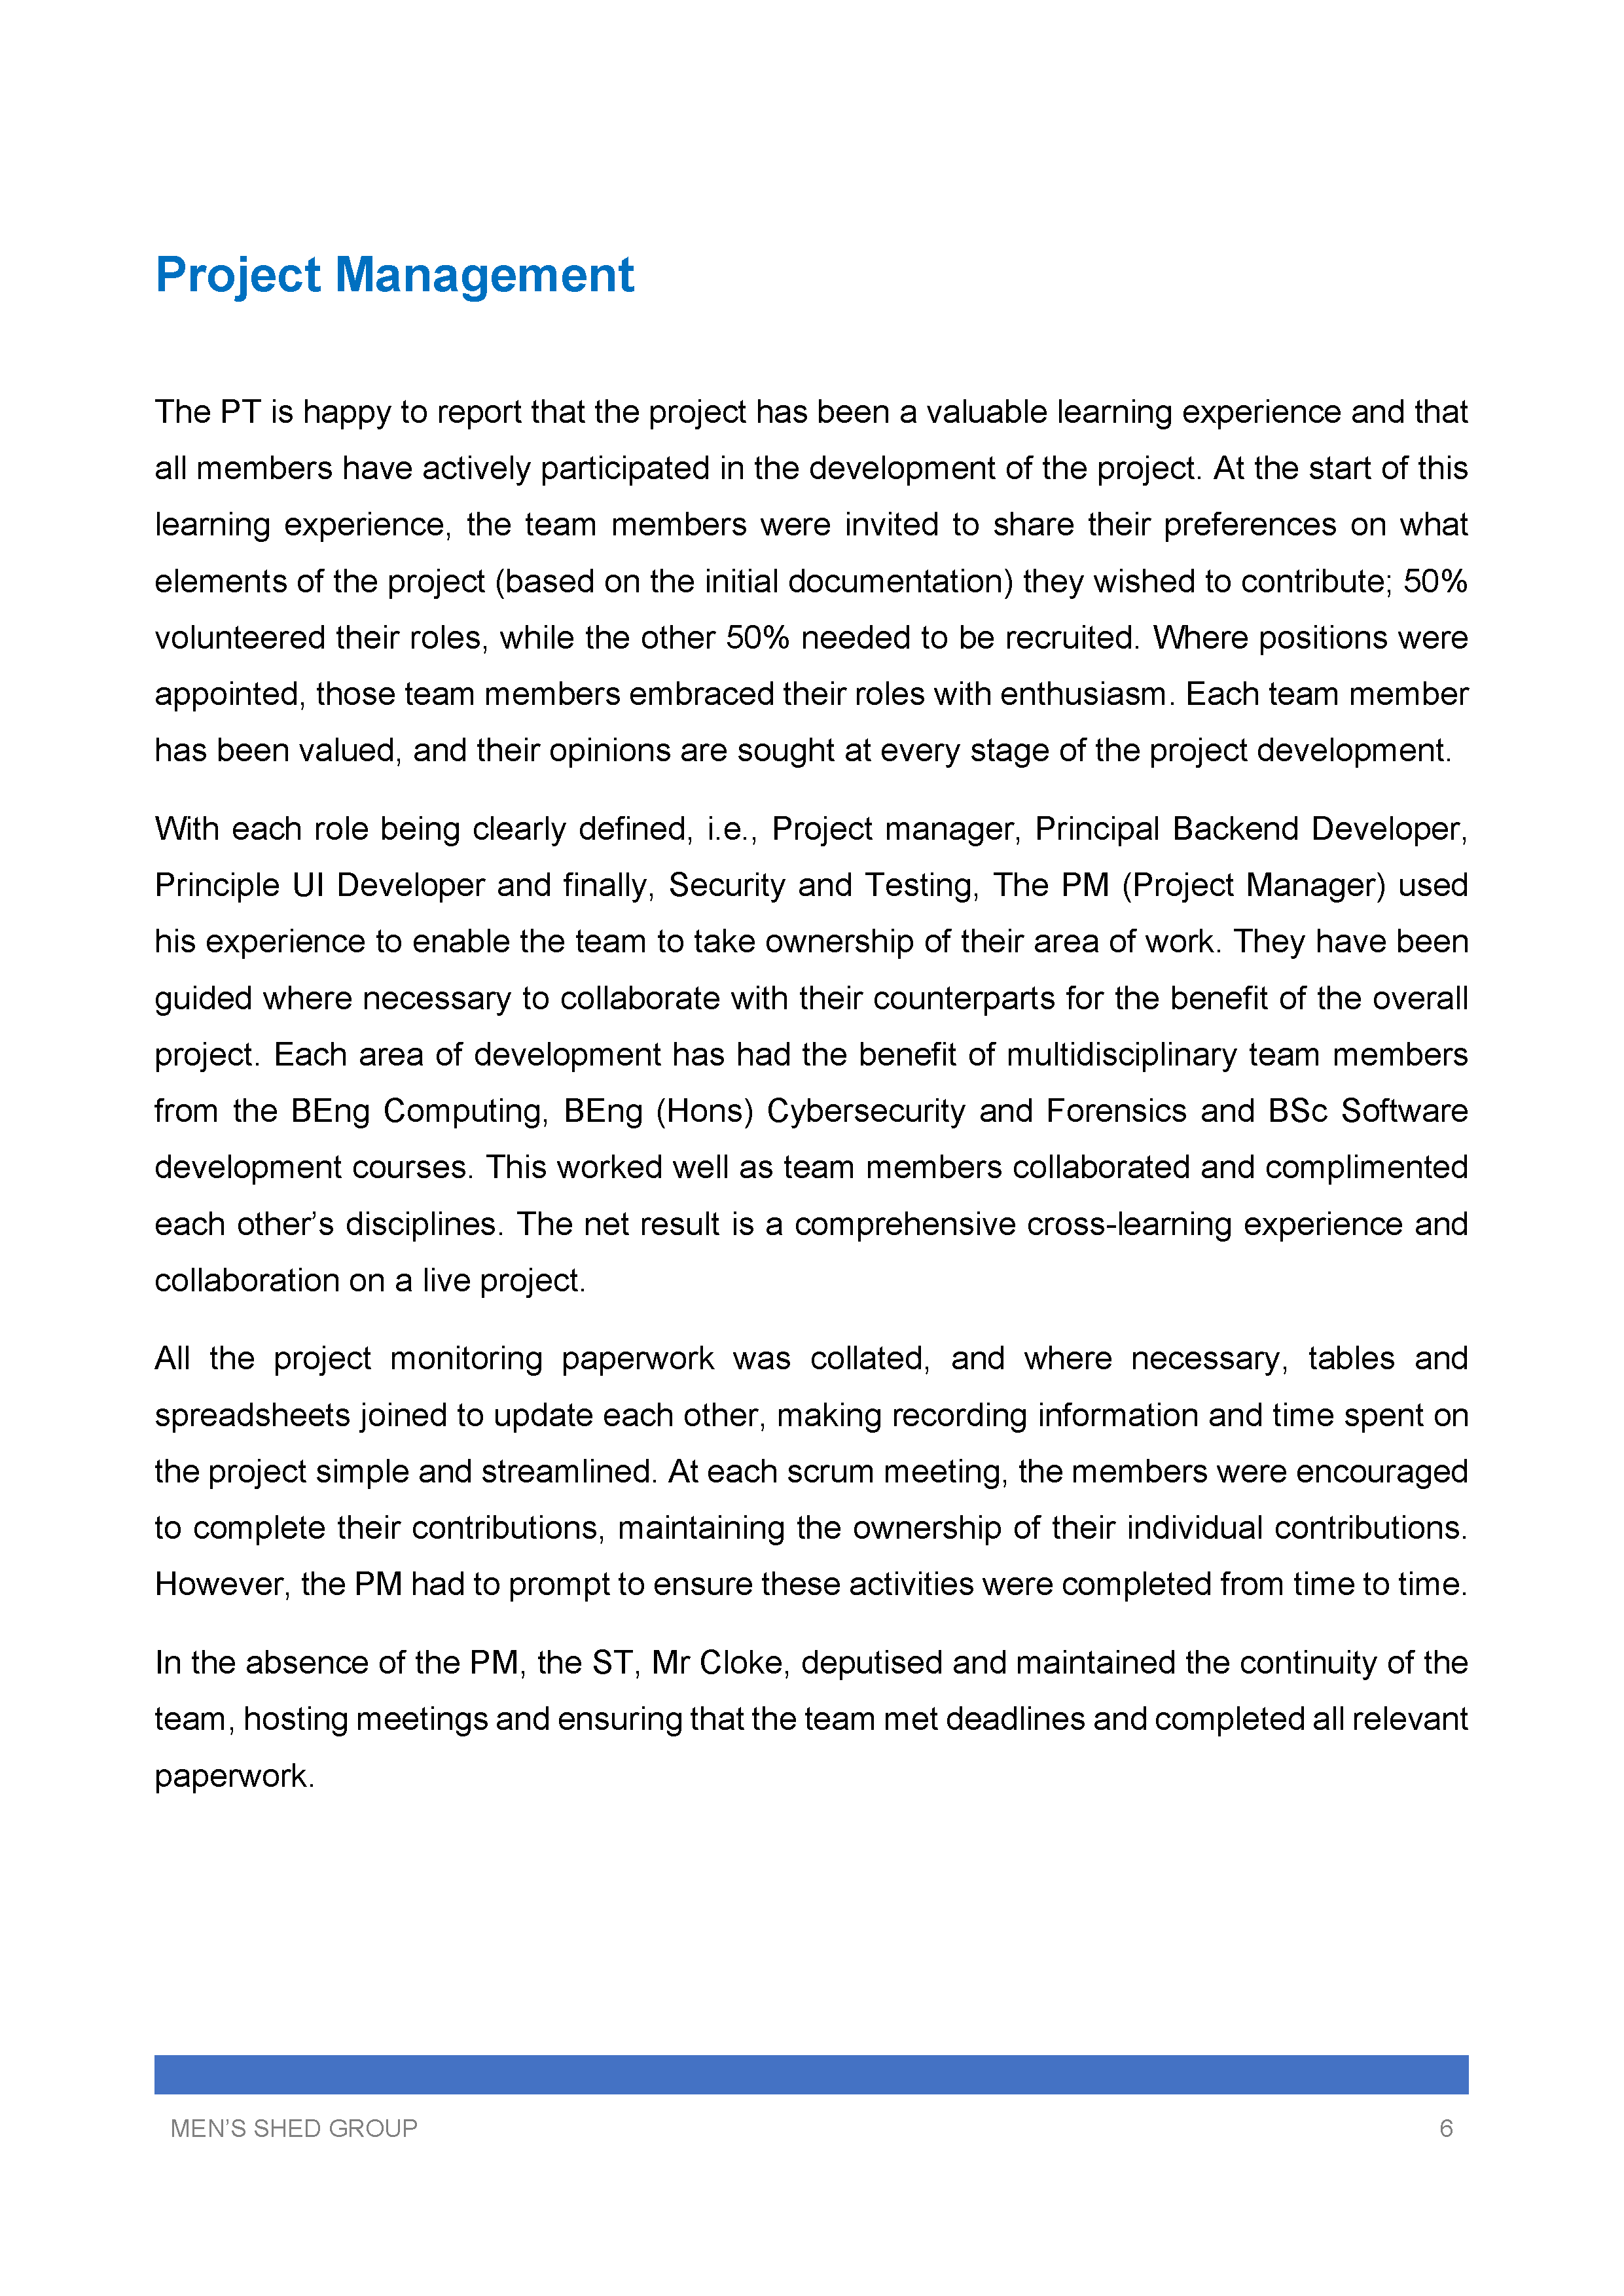 Project Management
The PT is happy to report that the project has been a valuable learning experience and that
all members have actively participated in the development of the project. At the start of this
learning experience, the team members were invited to share their preferences on what
elements of the project (based on the initial documentation) they wished to contribute; 50%
volunteered their roles, while the other 50% needed to be recruited. Where positions were
appointed, those team members embraced their roles with enthusiasm. Each team member
has been valued, and their opinions are sought at every stage of the project development.
With each role being clearly defined, i.e., Project manager, Principal Backend Developer,
Principle UI Developer and finally, Security and Testing, The PM (Project Manager) used
his experience to enable the team to take ownership of their area of work. They have been
guided where necessary to collaborate with their counterparts for the benefit of the overall
project. Each area of development has had the benefit of multidisciplinary team members
from the BEng Computing, BEng (Hons) Cybersecurity and Forensics and BSc Software
development courses. This worked well as team members collaborated and complimented
each other’s disciplines. The net result is a comprehensive cross-learning experience and
collaboration on a live project.
All the project monitoring paperwork was collated, and where necessary, tables and
spreadsheets joined to update each other, making recording information and time spent on
the project simple and streamlined. At each scrum meeting, the members were encouraged
to complete their contributions, maintaining the ownership of their individual contributions.
However, the PM had to prompt to ensure these activities were completed from time to time.
In the absence of the PM, the ST, Mr Cloke, deputised and maintained the continuity of the
team, hosting meetings and ensuring that the team met deadlines and completed all relevant
paperwork.
MEN’S SHED GROUP 6